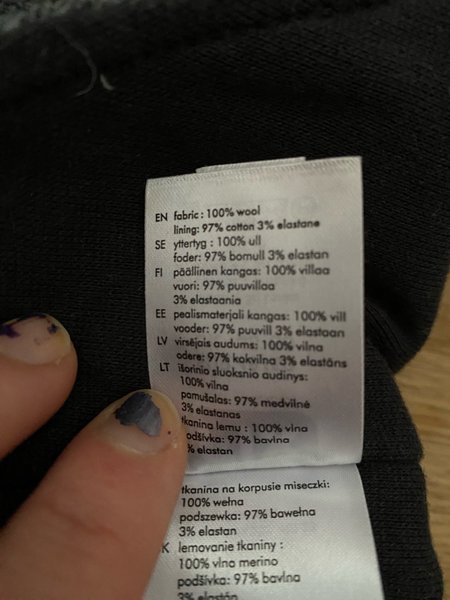 EN fabric : 100% wool
lining: 97% cotton 3% elastane
SE yttertyg : 100% ull
foder: 97% bomull 3% elastan
FI päällinen kangas: 100% villaa
vuori: 97% puuvillaa
3% elastaania
EE pealismaterjali kangas: 100% vill
vooder: 97% puuvill 3% elastaan
LV virsējais audums: 100% vilna
odere: 97% kokvilna 3% elastāns
LT išorinio sluoksnio audinys:
100% vilna
pamušalas: 97% medvilnė
3% elastanas
tkanina lemu : 100% vlna
podšívka: 97% bavlna
% elastan
tkanina na korpusie miseczki:
100% wełna
podszewka: 97% bawełna
3% elastan
K lemovanie tkaniny :
100% vlna merino
podšívka: 97% bavlna
3% elastán